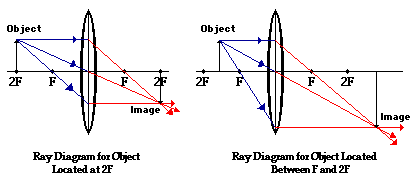 Object
2F F F 2F
Image
Ray Diagram for Object
Located at 2F
Object
2F F F 2F
Image
Ray Diagram for Object Located
Between F and 2F